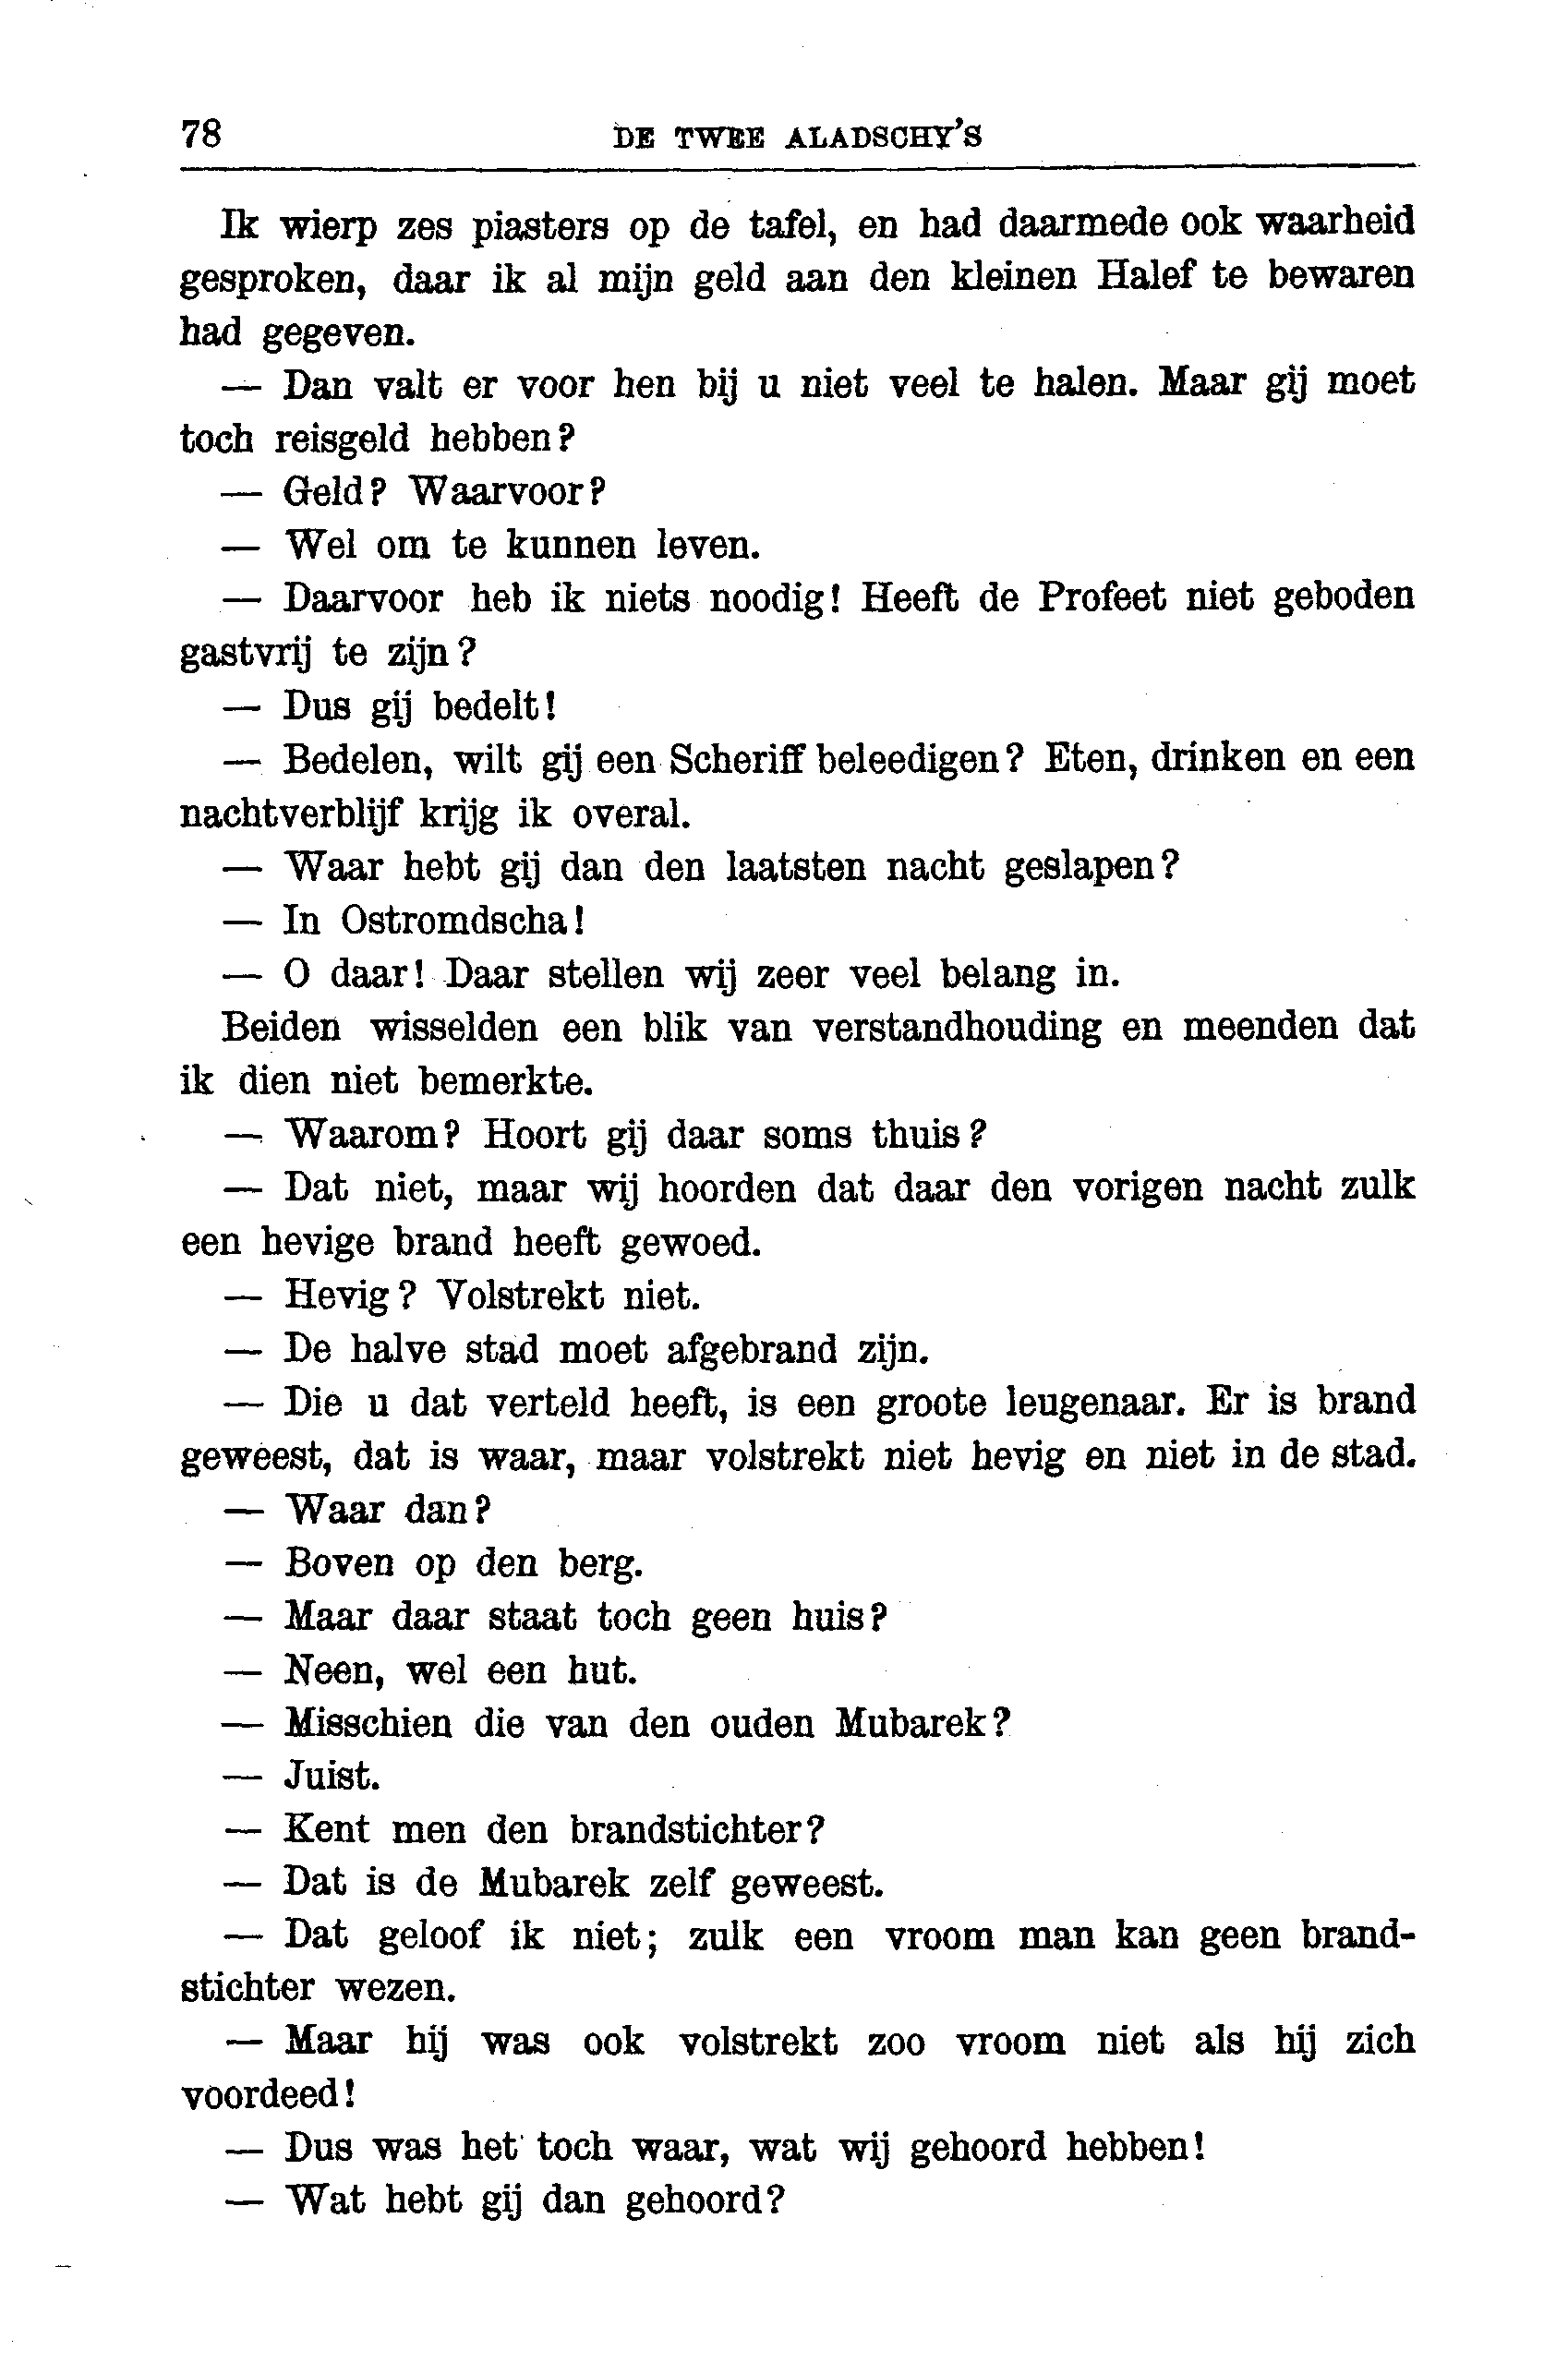 78 DE TWEE ALADSCHY'S
Ik wierp zes piasters op de tafel, en had daarmede ook waarheid
gesproken, daar ik al mijn geld aan den kleinen Halef te bewaren
had gegeven.
— Dan valt er voor hen bij u niet veel te halen. Maar gij moet
toch reisgeld hebben?
— Geld? Waarvoor?
— Wel om te kunnen leven.
— Daarvoor heb ik niets noodig! Heeft de Profeet niet geboden
gastvrij te zijn?
— Dus gij bedelt!
— Bedelen, wilt gij een Scheriff beleedigen? Eten, drinken en een
nachtverblijf krijg ik overal.
— Waar hebt gij dan den laatsten nacht geslapen?
— In Ostromdscha!
— O daar! Daar stellen wij zeer veel belang in.
Beiden wisselden een blik van verstandhouding en meenden dat
ik dien niet bemerkte.
— Waarom? Hoort gij daar soms thuis?
— Dat niet, maar wij hoorden dat daar den vorigen nacht zulk
een hevige brand heeft gewoed.
— Hevig? Volstrekt niet.
— De halve stad moet afgebrand zijn.
— Die u dat verteld heeft, is een groote leugenaar. Er is brand
geweest, dat is waar, maar volstrekt niet hevig en niet in de stad.
— Waar dan?
— Boven op den berg.
— Maar daar staat toch geen huis?
— Neen, wel een hut.
— Misschien die van den ouden Mubarek?
— Juist.
— Kent men den brandstichter?
— Dat is de Mubarek zelf geweest.
— Dat geloof ik niet; zulk een vroom man kan geen brand-
stichter wezen.
— Maar hij was ook volstrekt zoo vroom niet als hij zich
voordeed!
— Dus was het toch waar, wat wij gehoord hebben!
— Wat hebt gij dan gehoord?